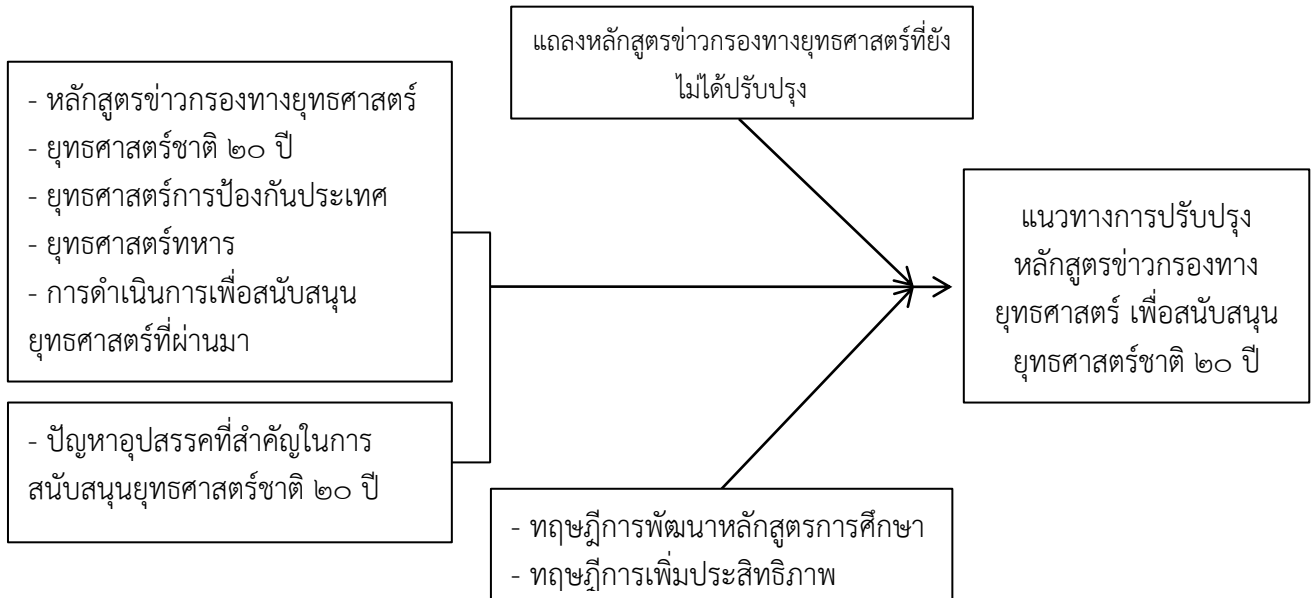 แถลงหลักสูตรข่าวกรองทางยุทธศาสตร์ที่ยัง
ไม่ได้ปรับปรุง
- หลักสูตรข่าวกรองทางยุทธศาสตร์
- ยุทธศาสตร์ชาติ ๒๐ ปี
- ยุทธศาสตร์การป้องกันประเทศ
- ยุทธศาสตร์ทหาร
- การดำเนินการเพื่อสนับสนุน
ยุทธศาสตร์ที่ผ่านมา
- ปัญหาอุปสรรคที่สำคัญในการ
สนับสนุนยุทธศาสตร์ชาติ ๒๐ ปี
- ทฤษฎีการพัฒนาหลักสูตรการศึกษา
- ทฤษฎีการเพิ่มประสิทธิภาพ
แนวทางการปรับปรุง
หลักสูตรข่าวกรองทาง
ยุทธศาสตร์ เพื่อสนับสนุน
ยุทธศาสตร์ชาติ ๒๐ ปี